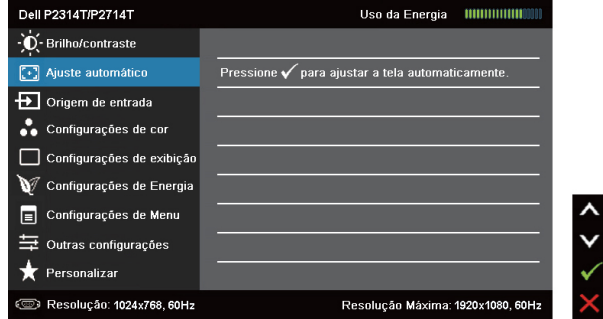 Dell P2314T/P2714T
Uso da Energia
Brilho/contraste
Ajuste automático
Pressione ✓ para ajustar a tela automaticamente.
Origem de entrada
Configurações de cor
Configurações de exibição
Configurações de Energia
Configurações de Menu
Outras configurações
Personalizar
Resolução: 1024x768, 60Hz
Resolução Máxima: 1920x1080, 60Hz